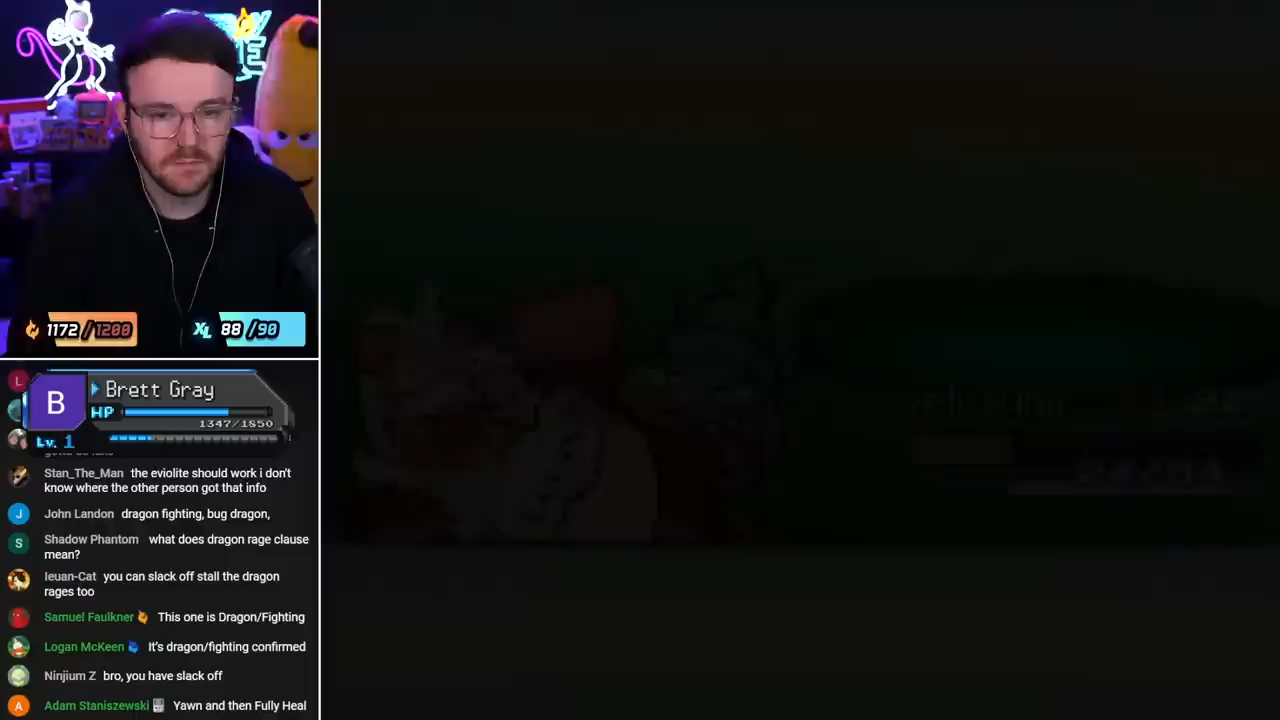 1172/1200
XL 88/90
L
B
Brett Gray
HP
1347/1850
Lv. 1
Stan_The_Man the eviolite should work i don't
know where the other person got that info
J
John Landon dragon fighting, bug dragon,
S
Shadow Phantom what does dragon rage clause
mean?
Ieuan-Cat you can slack off stall the dragon
rages too
Samuel Faulkner This one is Dragon/Fighting
Logan McKeen It's dragon/fighting confirmed
Ninjium Z bro, you have slack off
A
Adam Staniszewski Yawn and then Fully Heal